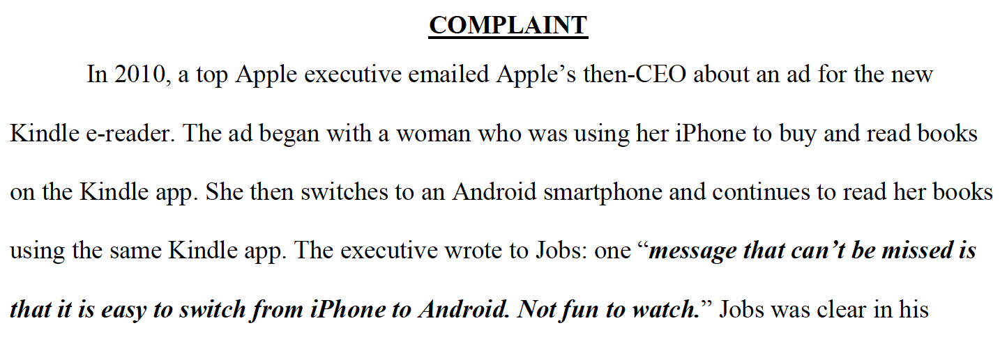 COMPLAINT
In 2010, a top Apple executive emailed Apple’s then-CEO about an ad for the new
Kindle e-reader. The ad began with a woman who was using her iPhone to buy and read books
on the Kindle app. She then switches to an Android smartphone and continues to read her books
using the same Kindle app. The executive wrote to Jobs: one “message that can’t be missed is
that it is easy to switch from iPhone to Android. Not fun to watch.” Jobs was clear in his